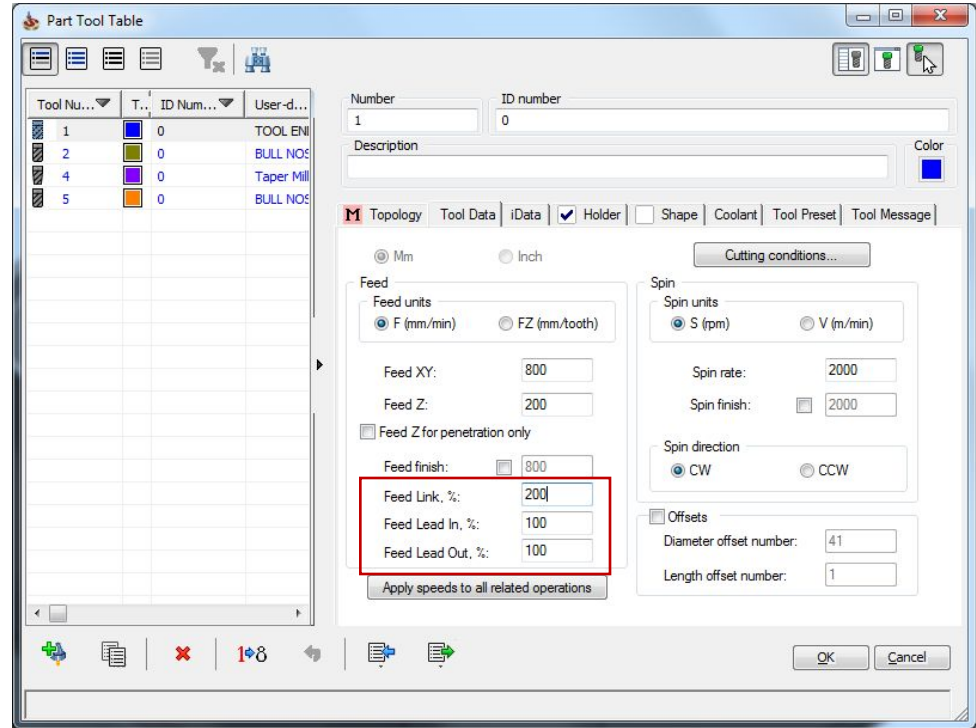 Part Tool Table
1⇨8
Tool Nu... T.. ID Num... User-d...
1 0 TOOL EN
2 0 BULL NOS
4 0 Taper Mill
5 0 BULL NOS
Number ID number
1 0
Description Color
M Topology Tool Data iData Holder Shape Coolant Tool Preset Tool Message
Mm Inch Cutting conditions...
Feed
Feed units
F (mm/min) FZ (mm/tooth)
Feed XY: 800
Feed Z: 200
Feed Z for penetration only
Feed finish: 800
Feed Link, %: 200
Feed Lead In, %: 100
Feed Lead Out, %: 100
Apply speeds to all related operations
Spin
Spin units
S (rpm) V (m/min)
Spin rate: 2000
Spin finish: 2000
Spin direction
CW CCW
Offsets
Diameter offset number: 41
Length offset number: 1
OK Cancel